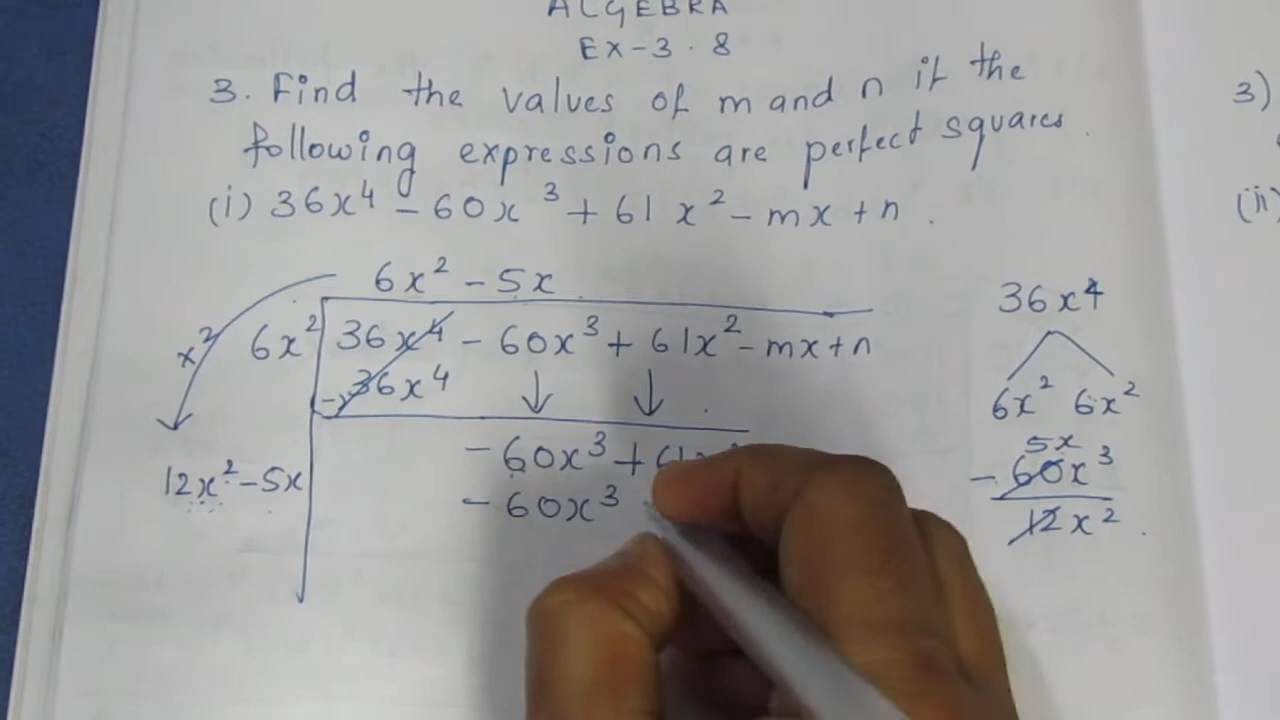 ALGEBRA
EX-3.8
3. Find the values of m and n if the
following expressions are perfect squares.
(i) 36x⁴ - 60x³ + 61x² - mx + n.
6x² - 5x
x²
6x² 36x⁴ - 60x³ + 61x² - mx + n
- 36x⁴
- 60x³ +
12x² - 5x
- 60x³
36x⁴
6x² 6x²
5x
- 60x³
12x².
3)
(ii)